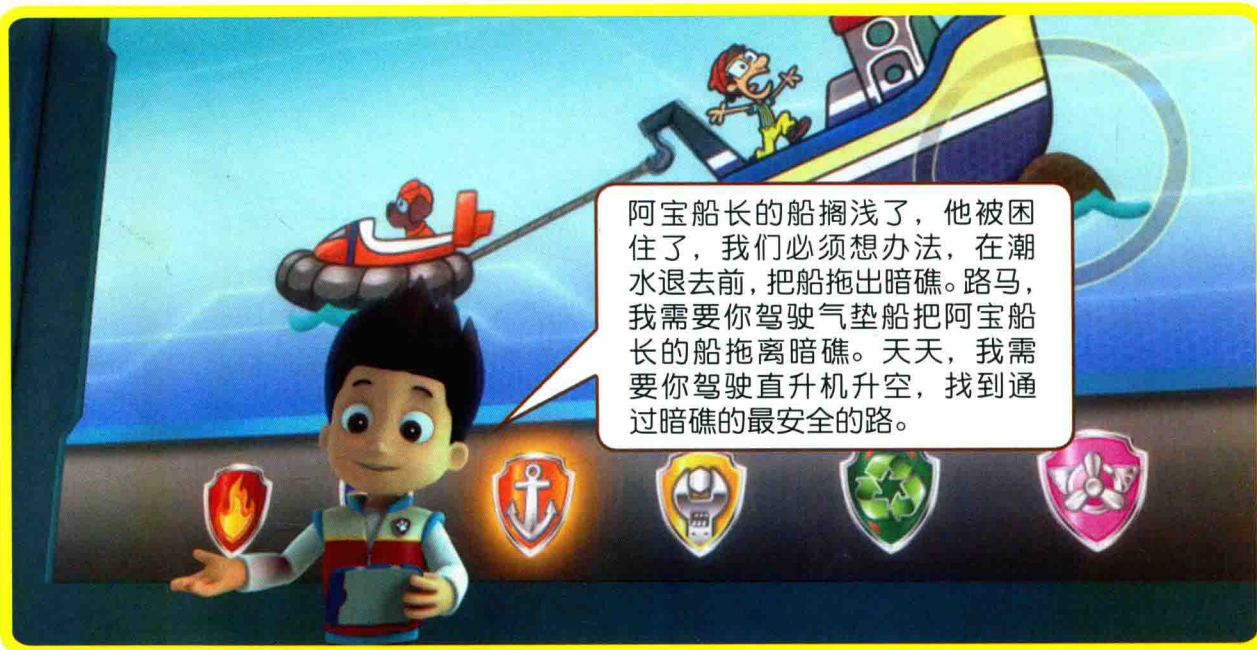 阿宝船长的船搁浅了，他被困
住了，我们必须想办法，在潮
水退去前，把船拖出暗礁。路马，
我需要你驾驶气垫船把阿宝船
长的船拖离暗礁。天天，我需
要你驾驶直升机升空，找到通
过暗礁的最安全的路。